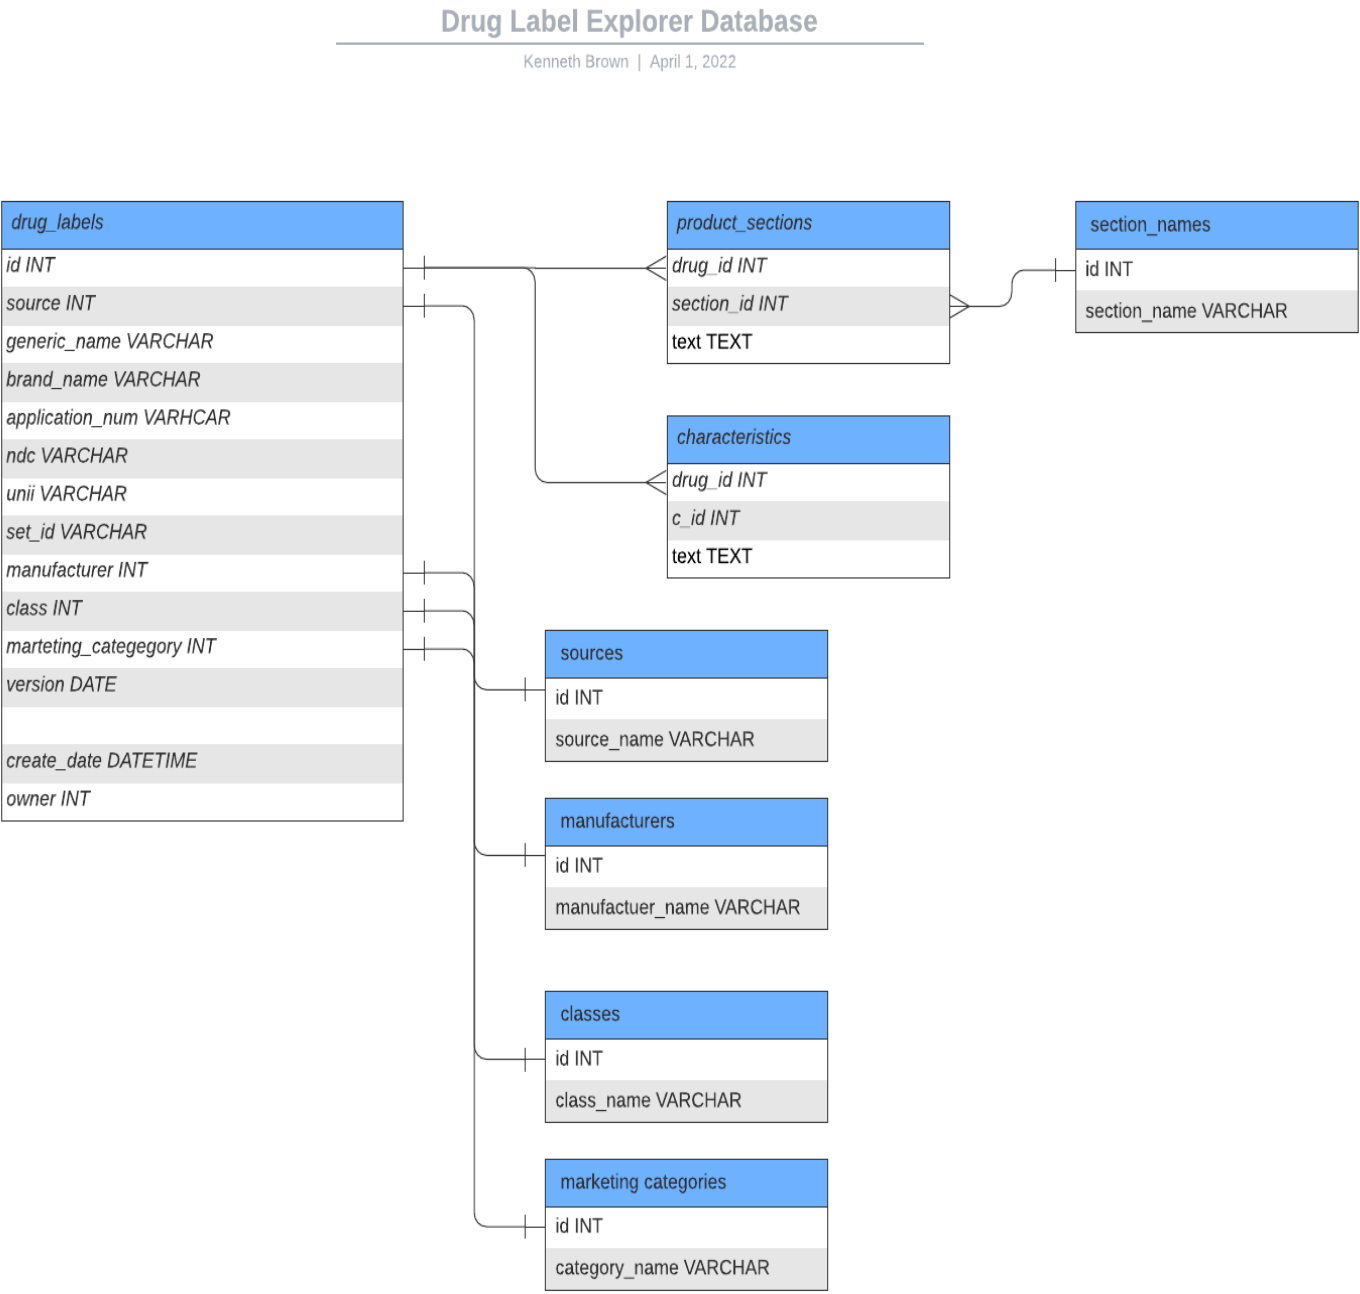 Drug Label Explorer Database
Kenneth Brown | April 1, 2022
drug_labels
id INT
source INT
generic_name VARCHAR
brand_name VARCHAR
application_num VARHCAR
ndc VARCHAR
unii VARCHAR
set_id VARCHAR
manufacturer INT
class INT
marteting_categegory INT
version DATE
create_date DATETIME
owner INT
product_sections
drug_id INT
section_id INT
text TEXT
section_names
id INT
section_name VARCHAR
characteristics
drug_id INT
c_id INT
text TEXT
sources
id INT
source_name VARCHAR
manufacturers
id INT
manufactuer_name VARCHAR
classes
id INT
class_name VARCHAR
marketing categories
id INT
category_name VARCHAR